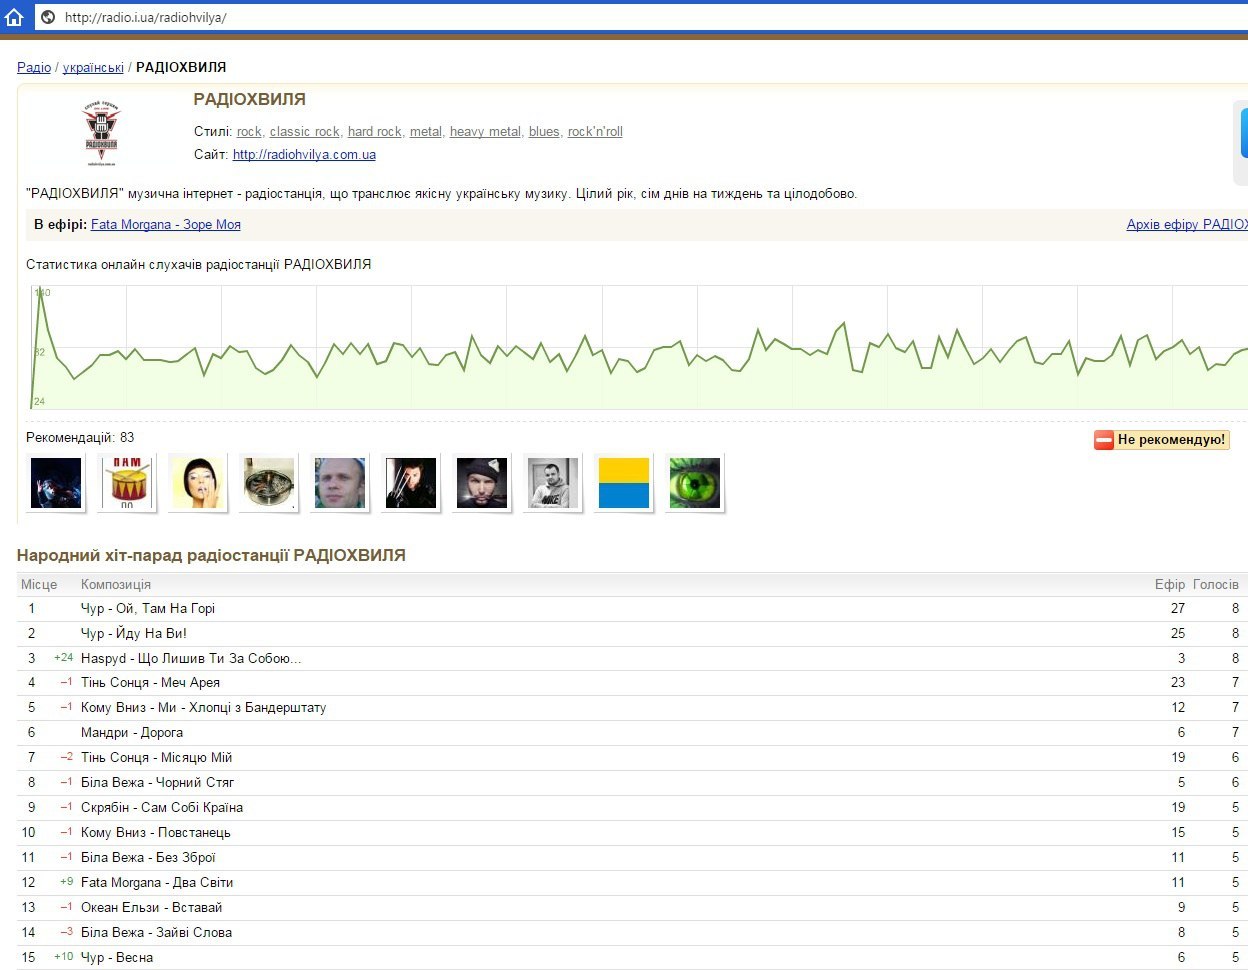 http://radio.i.ua/radiohvilya/
Радіо / українські / РАДІОХВИЛЯ
РАДІОХВИЛЯ
Стилі: rock, classic rock, hard rock, metal, heavy metal, blues, rock'n'roll
Сайт: http://radiohvilya.com.ua
РАДІОХВИЛЯ
"РАДІОХВИЛЯ" музична інтернет - радіостанція, що транслює якісну українську музику. Цілий рік, сім днів на тиждень та цілодобово.
В ефірі: Fata Morgana - Зоре Моя
Архів ефіру РАДІОХ
Статистика онлайн слухачів радіостанції РАДІОХВИЛЯ
140
82
24
Рекомендацій: 83
Не рекомендую!
Народний хіт-парад радіостанції РАДІОХВИЛЯ
Місце Композиція Ефір Голосів
1 Чур - Ой, Там На Горі 27 8
2 Чур - Йду На Ви! 25 8
3 +24 Haspyd - Що Лишив Ти За Собою... 3 8
4 –1 Тінь Сонця - Меч Арея 23 7
5 –1 Кому Вниз - Ми - Хлопці з Бандерштату 12 7
6 Мандри - Дорога 6 7
7 –2 Тінь Сонця - Місяцю Мій 19 6
8 –1 Біла Вежа - Чорний Стяг 5 6
9 –1 Скрябін - Сам Собі Країна 19 5
10 –1 Кому Вниз - Повстанець 15 5
11 –1 Біла Вежа - Без Зброї 11 5
12 +9 Fata Morgana - Два Світи 11 5
13 –1 Океан Ельзи - Вставай 9 5
14 –3 Біла Вежа - Зайві Слова 8 5
15 +10 Чур - Весна 6 5